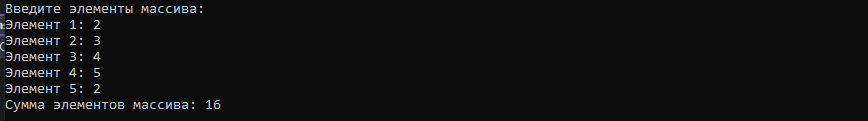 Введите элементы массива:
Элемент 1: 2
Элемент 2: 3
Элемент 3: 4
Элемент 4: 5
Элемент 5: 2
Сумма элементов массива: 16